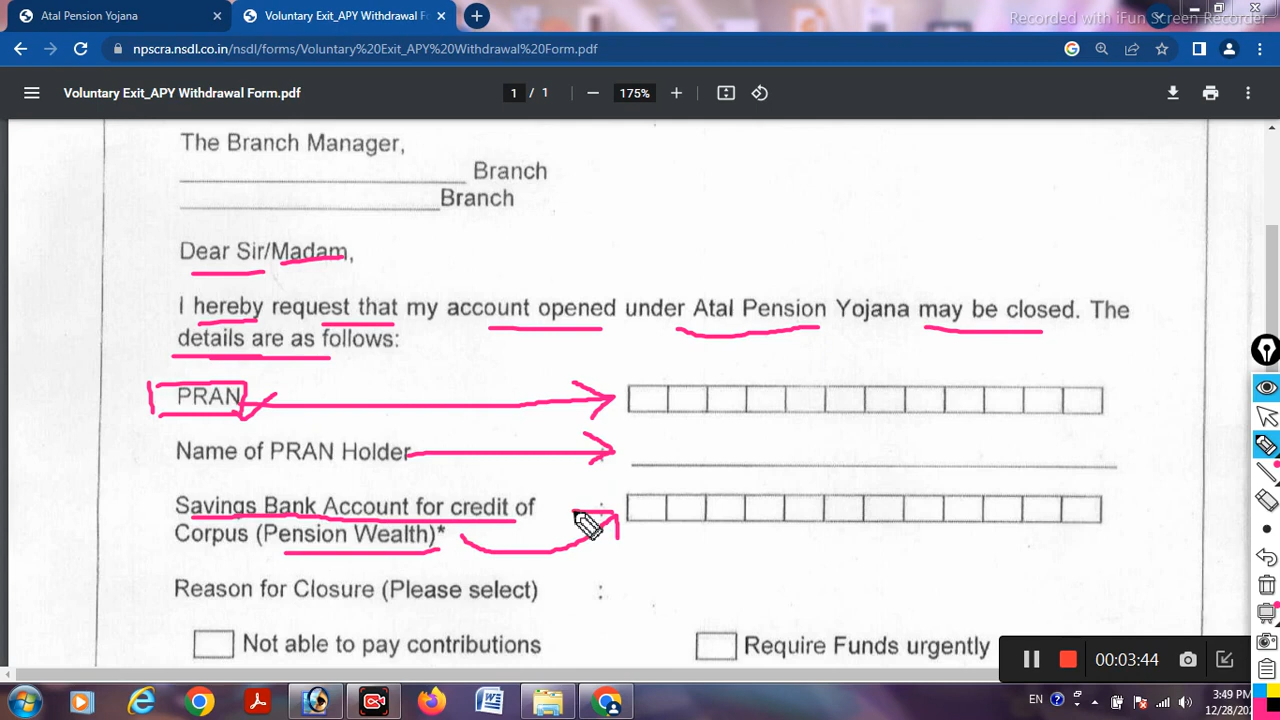 Atal Pension Yojana
Voluntary Exit_APY Withdrawal F
Recorded with iFun Screen Recorder
npscra.nsdl.co.in/nsdl/forms/Voluntary%20Exit_APY%20Withdrawal%20Form.pdf
Voluntary Exit_APY Withdrawal Form.pdf
1 / 1
175%
The Branch Manager,
Branch
Branch
Dear Sir/Madam,
I hereby request that my account opened under Atal Pension Yojana may be closed. The
details are as follows:
PRAN
Name of PRAN Holder
Savings Bank Account for credit of :
Corpus (Pension Wealth)*
Reason for Closure (Please select) :
Not able to pay contributions
Require Funds urgently
00:03:44
EN
3:49 PM